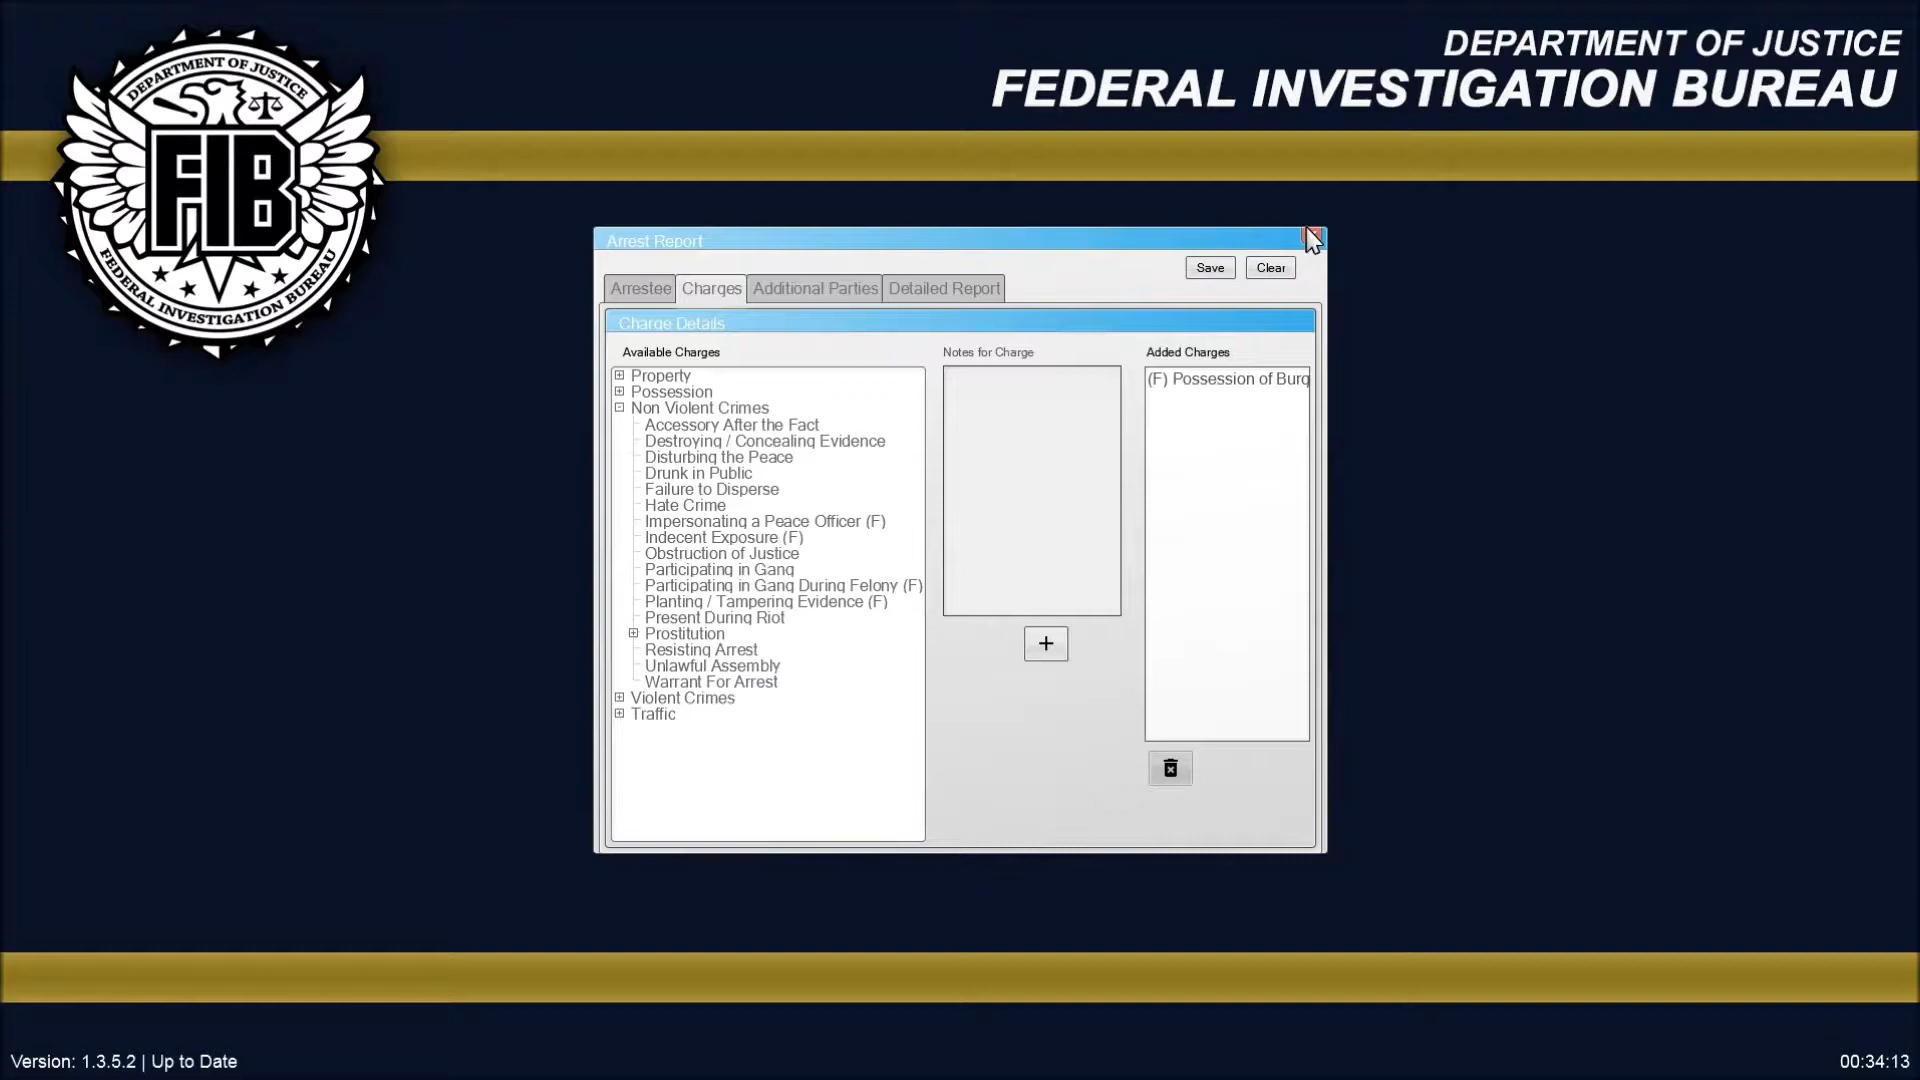 DEPARTMENT OF JUSTICE
FEDERAL INVESTIGATION BUREAU
DEPARTMENT OF JUSTICE
FIB
FEDERAL INVESTIGATION BUREAU
Arrest Report
Save Clear
Arrestee Charges Additional Parties Detailed Report
Charge Details
Available Charges Notes for Charge Added Charges
Property
Possession
Non Violent Crimes
Accessory After the Fact
Destroying / Concealing Evidence
Disturbing the Peace
Drunk in Public
Failure to Disperse
Hate Crime
Impersonating a Peace Officer (F)
Indecent Exposure (F)
Obstruction of Justice
Participating in Gang
Participating in Gang During Felony (F)
Planting / Tampering Evidence (F)
Present During Riot
Prostitution
Resisting Arrest
Unlawful Assembly
Warrant For Arrest
Violent Crimes
Traffic
(F) Possession of Burg
+
Version: 1.3.5.2 | Up to Date
00:34:13